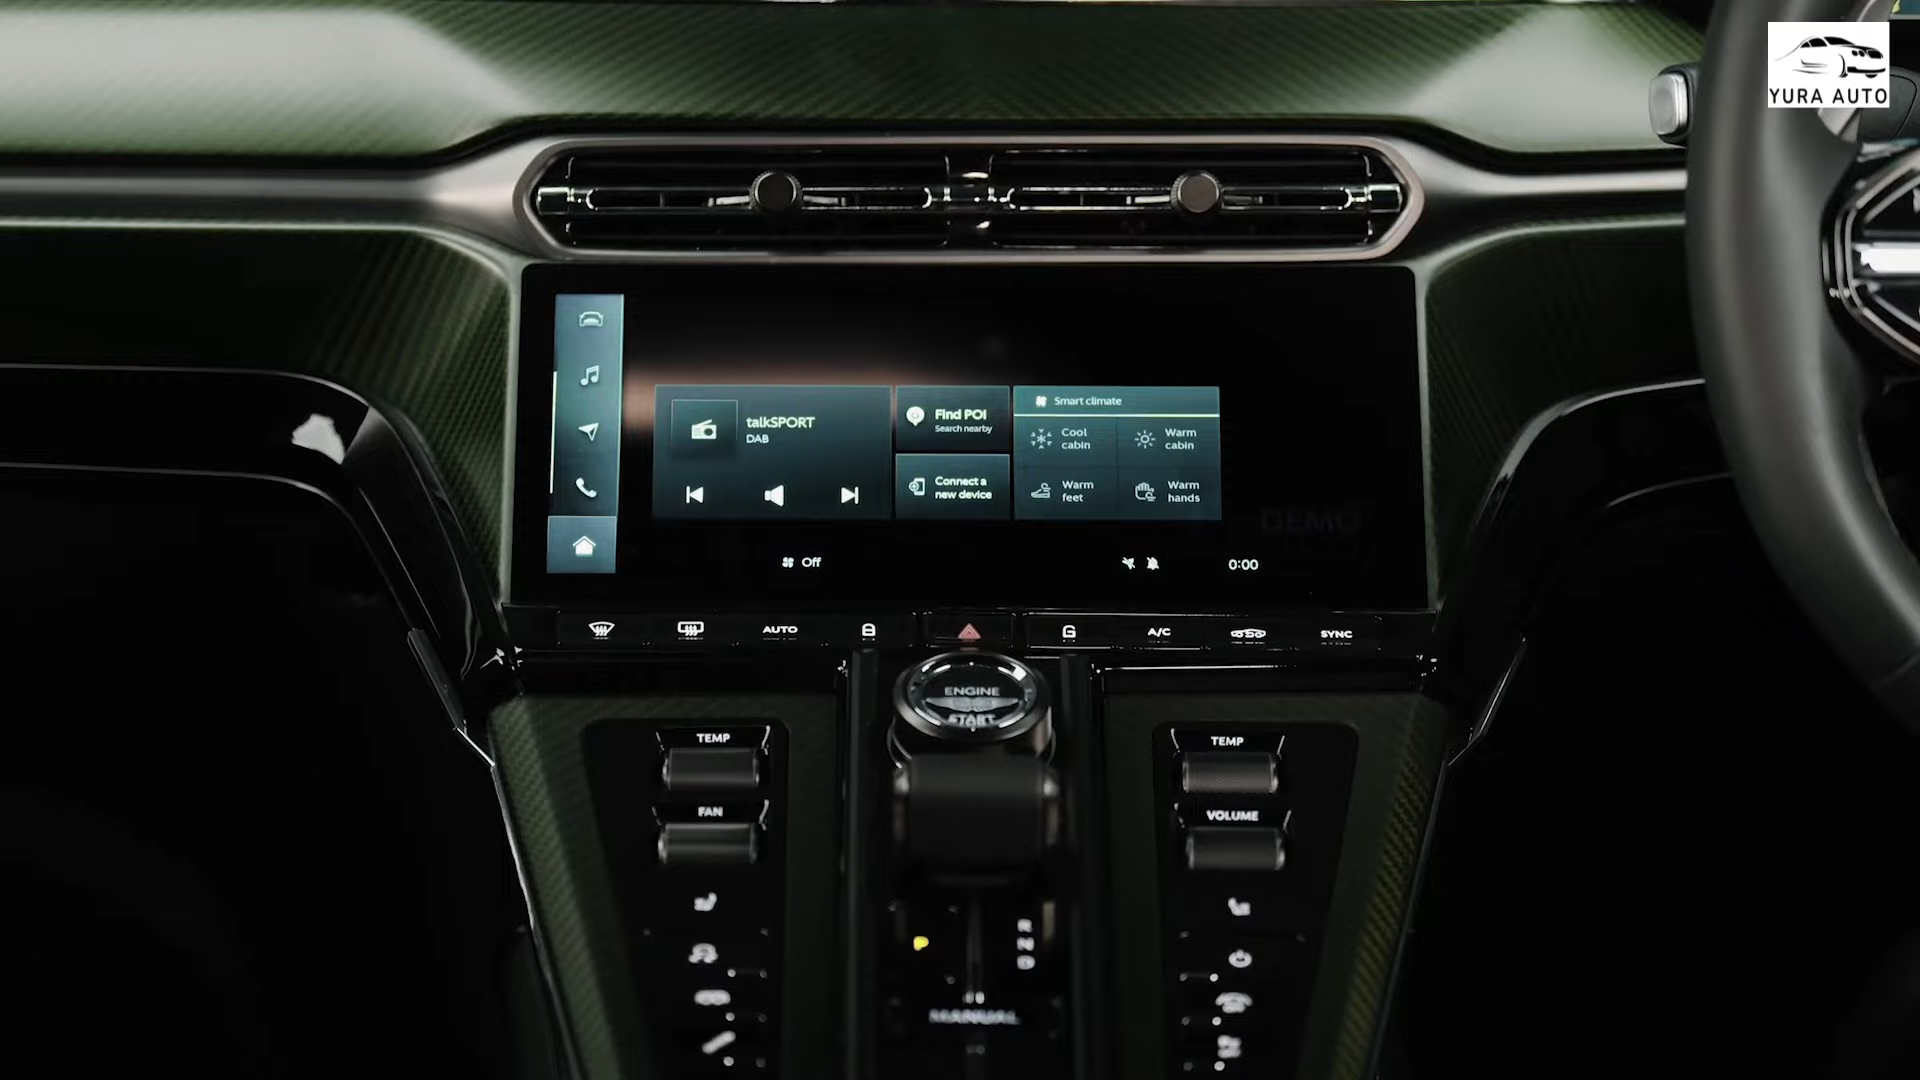 YURA AUTO
talkSPORT
DAB
Find POI
Search nearby
Connect a
new device
Smart climate
Cool
cabin
Warm
cabin
Warm
feet
Warm
hands
DEMO
Off
0:00
AUTO
A/C
SYNC
ENGINE
START
TEMP
FAN
TEMP
VOLUME
P
R
N
D
MANUAL